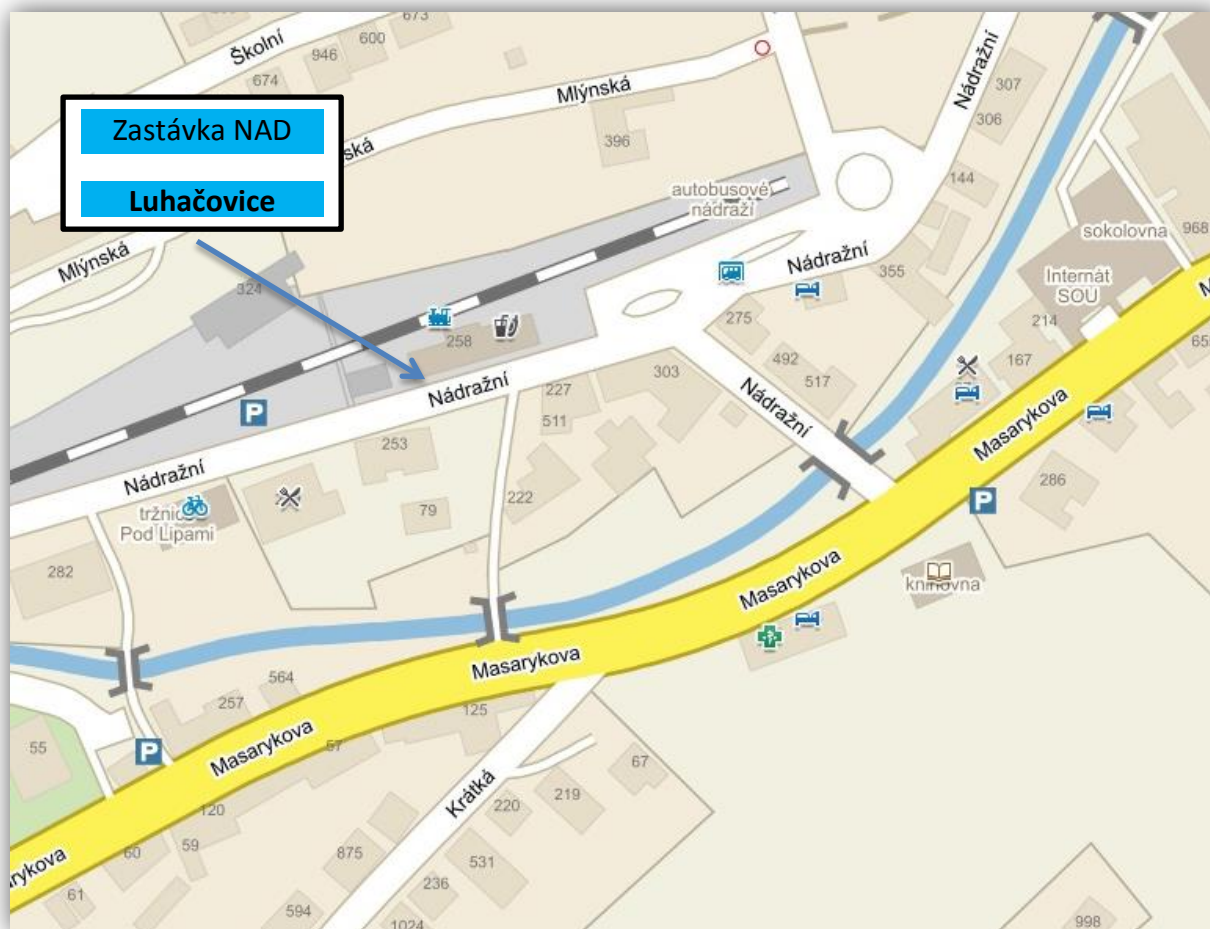 673
Školní
600
946
674
Mlýnská
Nádražní
307
306
396
Zastávka NAD
Luhačovice
ská
autobusové
nádraží
144
sokolovna
968
Mlýnská
Nádražní
355
Internát
SOU
324
214
275
258
492
167
517
Nádražní
303
227
511
Nádražní
Masarykova
253
Nádražní
222
286
79
Pod Lipami
282
Masarykova
knihovna
Masarykova
564
257
125
Masarykova
57
55
67
Krátká
220
219
120
59
60
875
531
arykova
61
236
594
1024
998